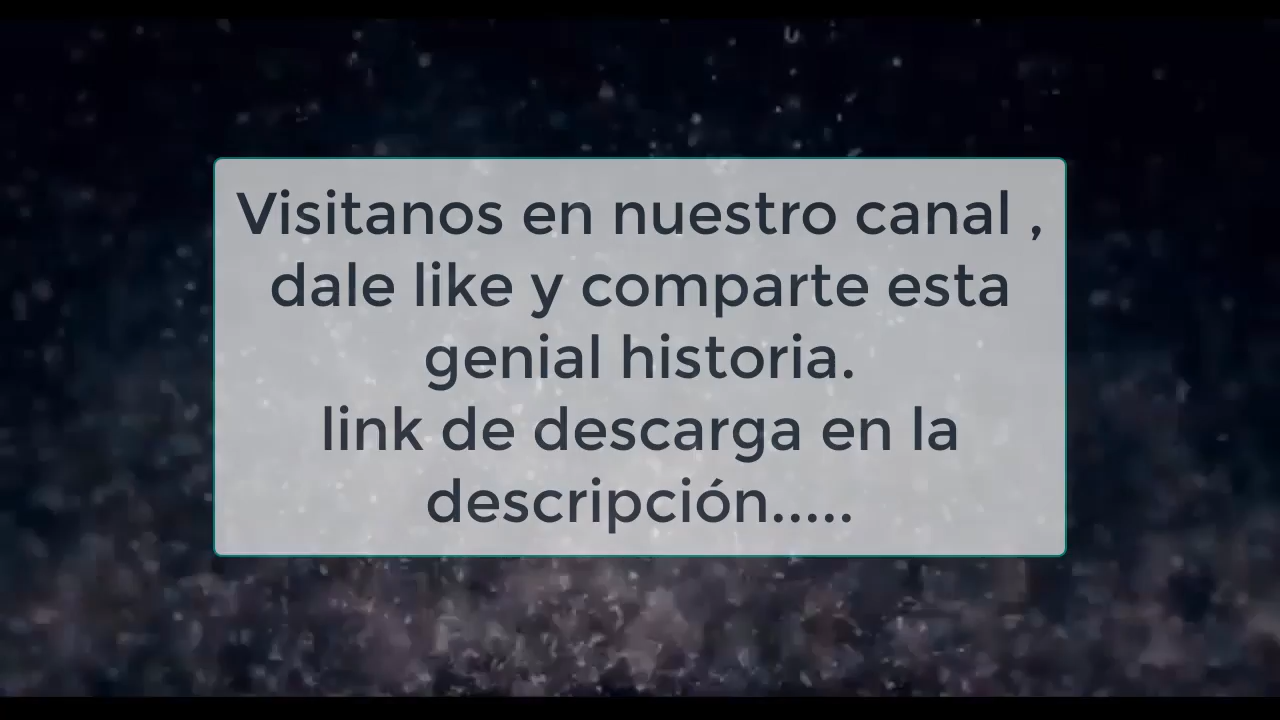 Visitanos en nuestro canal ,
dale like y comparte esta
genial historia.
link de descarga en la
descripción.....